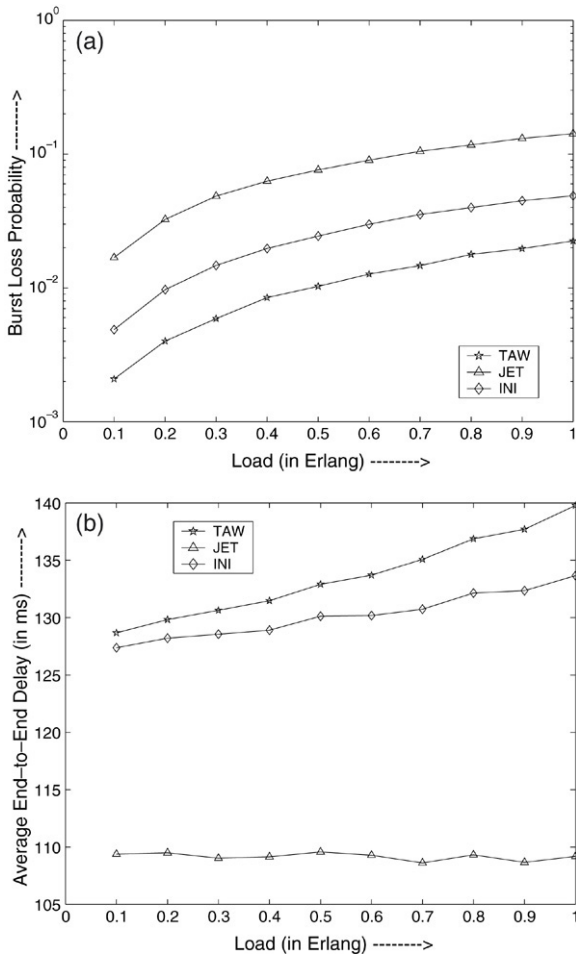 (a)
10^0
10^−1
10^−2
10^−3
Burst Loss Probability -------->
TAW
JET
INI
0 0.1 0.2 0.3 0.4 0.5 0.6 0.7 0.8 0.9 1
Load (in Erlang) -------->
(b)
140
135
130
125
120
115
110
105
Average End–to–End Delay (in ms) -------->
TAW
JET
INI
0 0.1 0.2 0.3 0.4 0.5 0.6 0.7 0.8 0.9 1
Load (in Erlang) -------->